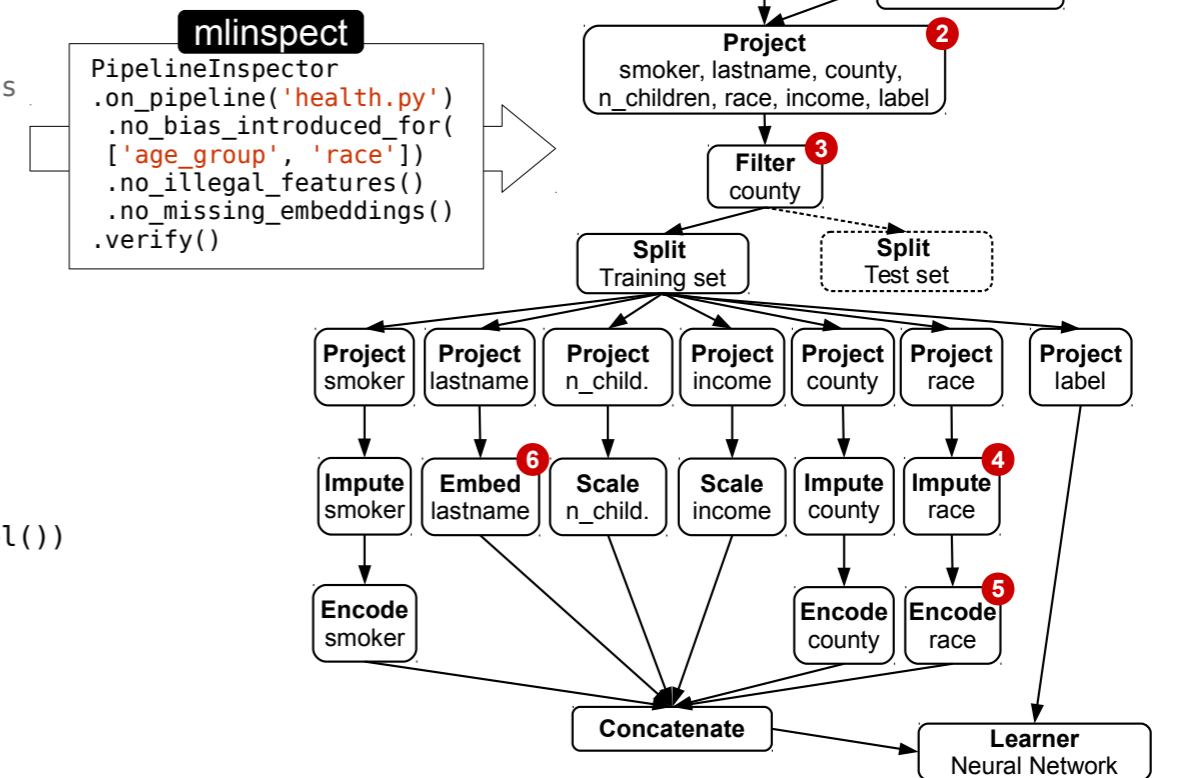 s
mlinspect
PipelineInspector
.on_pipeline('health.py')
.no_bias_introduced_for(
['age_group', 'race'])
.no_illegal_features()
.no_missing_embeddings()
.verify()
l())
2
Project
smoker, lastname, county,
n_children, race, income, label
3
Filter
county
Split
Training set
Split
Test set
Project
smoker
Project
lastname
Project
n_child.
Project
income
Project
county
Project
race
Project
label
Impute
smoker
6
Embed
lastname
Scale
n_child.
Scale
income
Impute
county
4
Impute
race
Encode
smoker
Encode
county
5
Encode
race
Concatenate
Learner
Neural Network